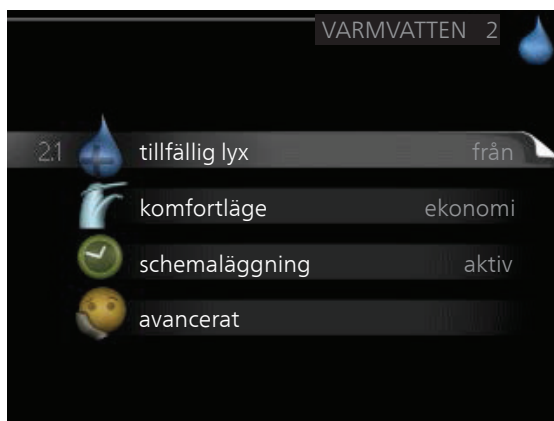 VARMVATTEN 2
2.1 tillfällig lyx från
komfortläge ekonomi
schemaläggning aktiv
avancerat